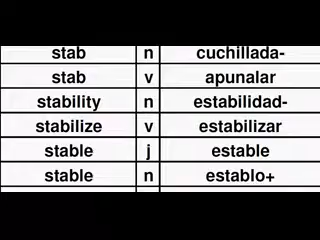 stab n cuchillada-
stab v apunalar
stability n estabilidad-
stabilize v estabilizar
stable j estable
stable n establo+